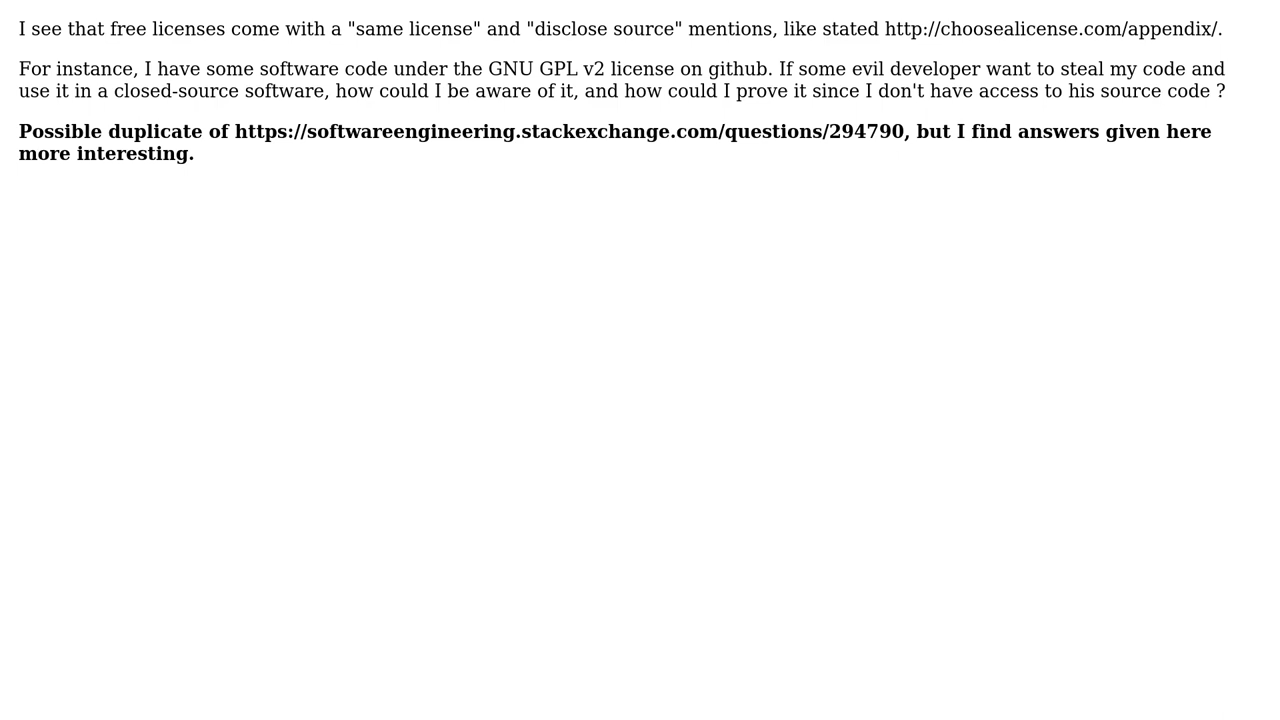 I see that free licenses come with a "same license" and "disclose source" mentions, like stated http://choosealicense.com/appendix/.
For instance, I have some software code under the GNU GPL v2 license on github. If some evil developer want to steal my code and
use it in a closed-source software, how could I be aware of it, and how could I prove it since I don't have access to his source code ?
Possible duplicate of https://softwareengineering.stackexchange.com/questions/294790, but I find answers given here
more interesting.